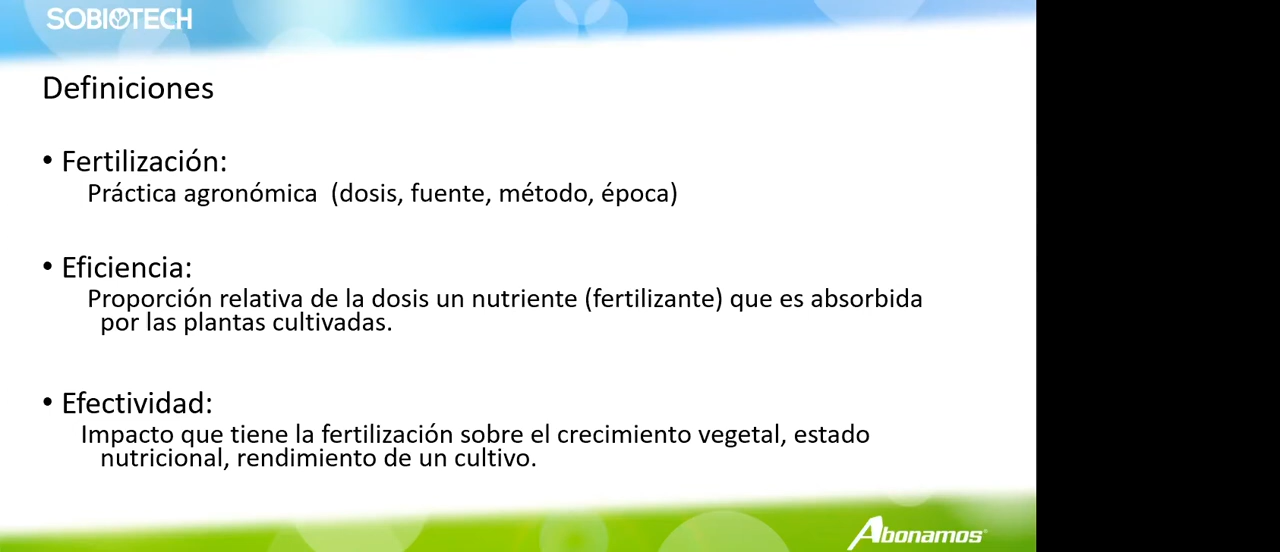 SOBIOTECH
Definiciones
• Fertilización:
Práctica agronómica (dosis, fuente, método, época)
• Eficiencia:
Proporción relativa de la dosis un nutriente (fertilizante) que es absorbida
por las plantas cultivadas.
• Efectividad:
Impacto que tiene la fertilización sobre el crecimiento vegetal, estado
nutricional, rendimiento de un cultivo.
Abonamos®